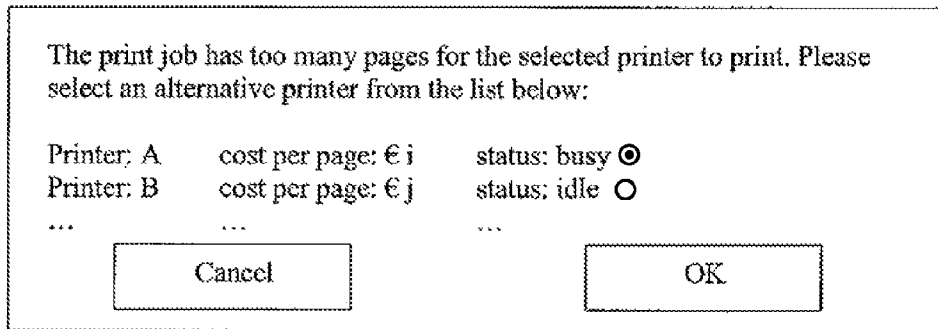 The print job has too many pages for the selected printer to print. Please
select an alternative printer from the list below:
Printer: A cost per page: € i status: busy
Printer: B cost per page: € j status: idle
... ... ...
Cancel OK